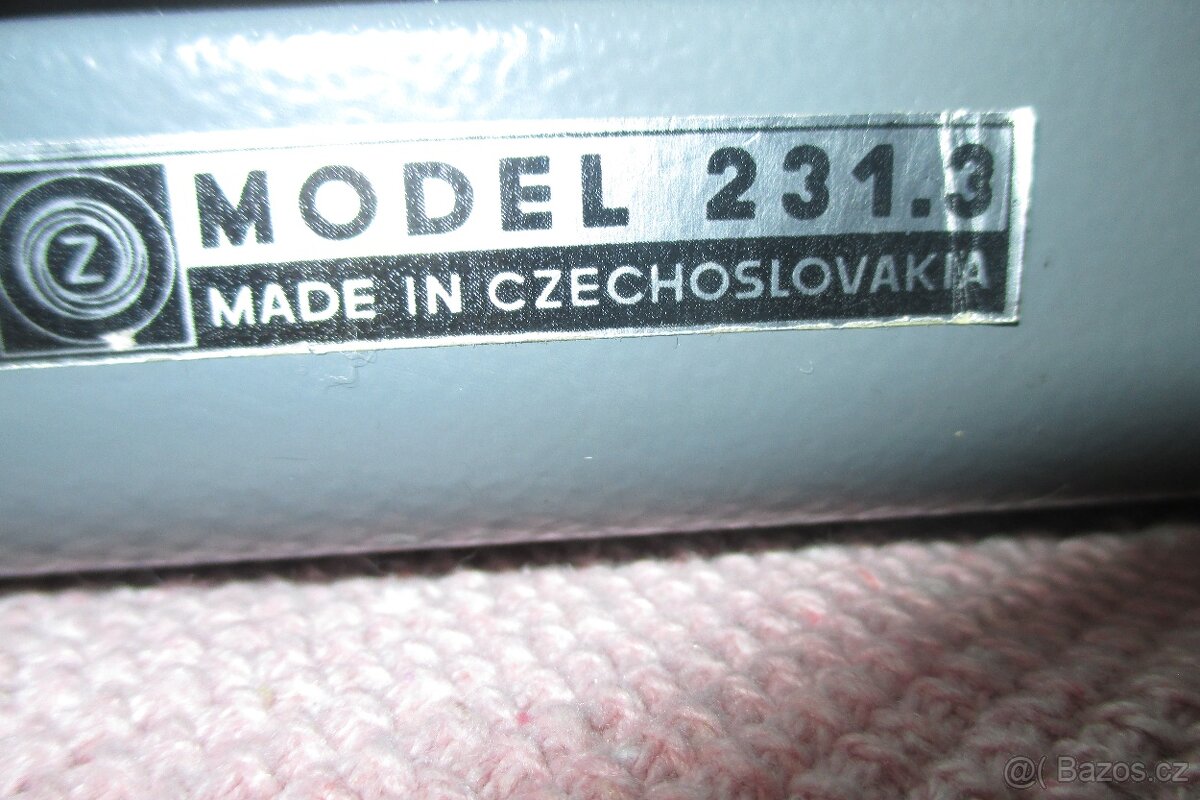 Z
MODEL 231.3
MADE IN CZECHOSLOVAKIA
@( Bazos.cz